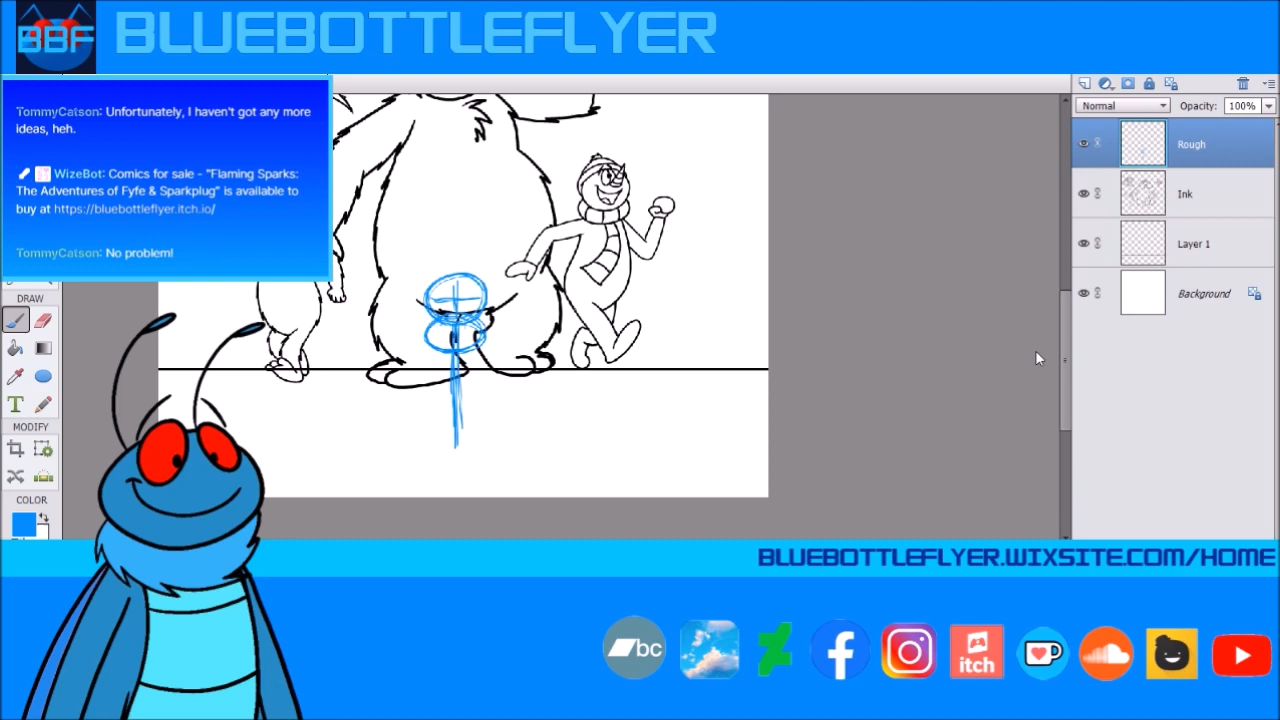 BBF
BLUEBOTTLEFLYER
TommyCatson: Unfortunately, I haven't got any more
ideas, heh.
WizeBot: Comics for sale - "Flaming Sparks:
The Adventures of Fyfe & Sparkplug" is available to
buy at https://bluebottleflyer.itch.io/
TommyCatson: No problem!
Normal
Opacity: 100%
Rough
Ink
Layer 1
Background
DRAW
T
MODIFY
COLOR
BLUEBOTTLEFLYER.WIXSITE.COM/HOME
bc
itch